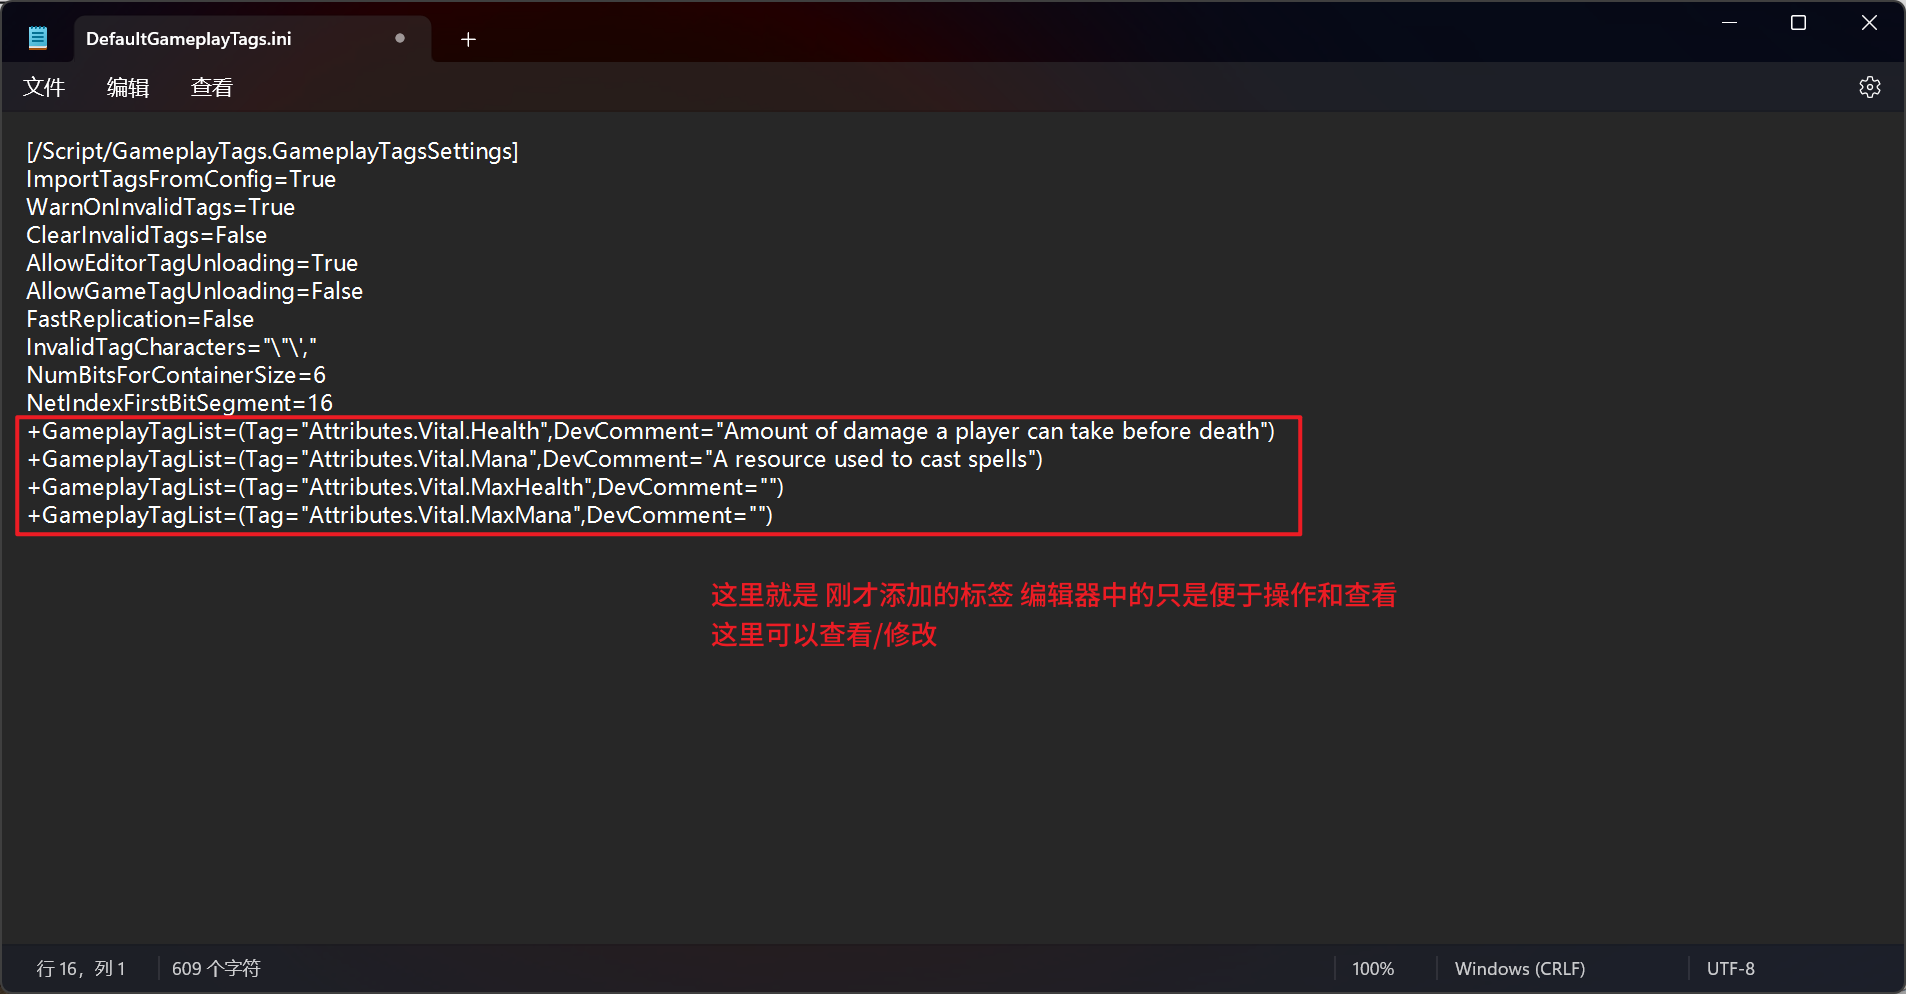 DefaultGameplayTags.ini
文件 编辑 查看
[/Script/GameplayTags.GameplayTagsSettings]
ImportTagsFromConfig=True
WarnOnInvalidTags=True
ClearInvalidTags=False
AllowEditorTagUnloading=True
AllowGameTagUnloading=False
FastReplication=False
InvalidTagCharacters="\"\',"
NumBitsForContainerSize=6
NetIndexFirstBitSegment=16
+GameplayTagList=(Tag="Attributes.Vital.Health",DevComment="Amount of damage a player can take before death")
+GameplayTagList=(Tag="Attributes.Vital.Mana",DevComment="A resource used to cast spells")
+GameplayTagList=(Tag="Attributes.Vital.MaxHealth",DevComment="")
+GameplayTagList=(Tag="Attributes.Vital.MaxMana",DevComment="")
这里就是 刚才添加的标签 编辑器中的只是便于操作和查看
这里可以查看/修改
行 16，列 1 609 个字符 100% Windows (CRLF) UTF-8